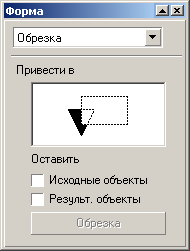 Форма
Обрезка
Привести в
Оставить
Исходные объекты
Результ. объекты
Обрезка